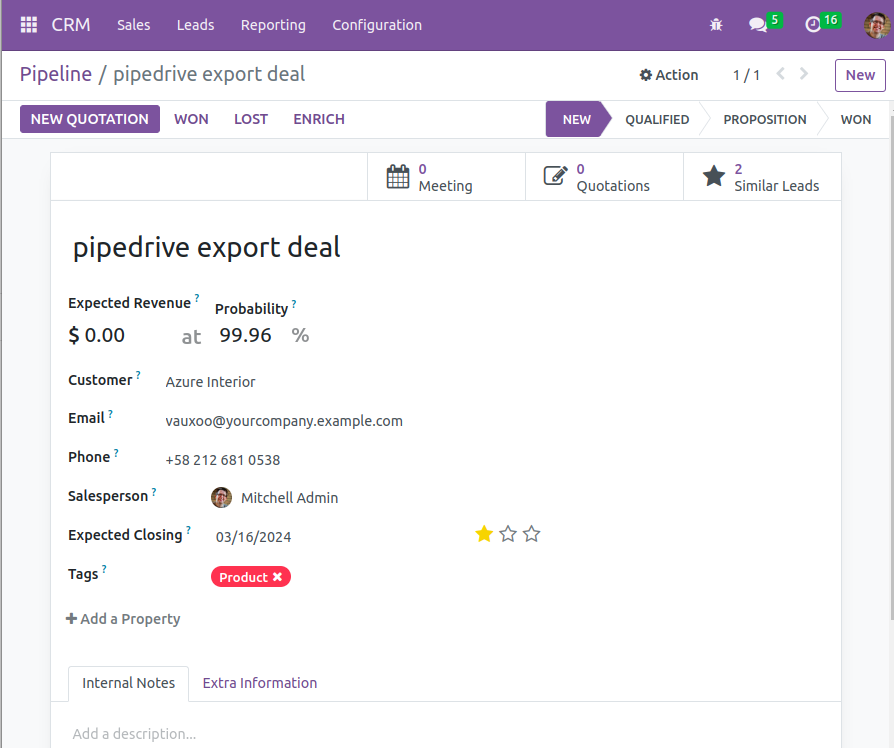 CRM Sales Leads Reporting Configuration 5 16
Pipeline / pipedrive export deal Action 1 / 1 New
NEW QUOTATION WON LOST ENRICH NEW QUALIFIED PROPOSITION WON
0 Meeting
0 Quotations
2 Similar Leads
pipedrive export deal
Expected Revenue ? Probability ?
$ 0.00 at 99.96 %
Customer ? Azure Interior
Email ? vauxoo@yourcompany.example.com
Phone ? +58 212 681 0538
Salesperson ? Mitchell Admin
Expected Closing ? 03/16/2024
Tags ? Product ✖
+ Add a Property
Internal Notes Extra Information
Add a description...